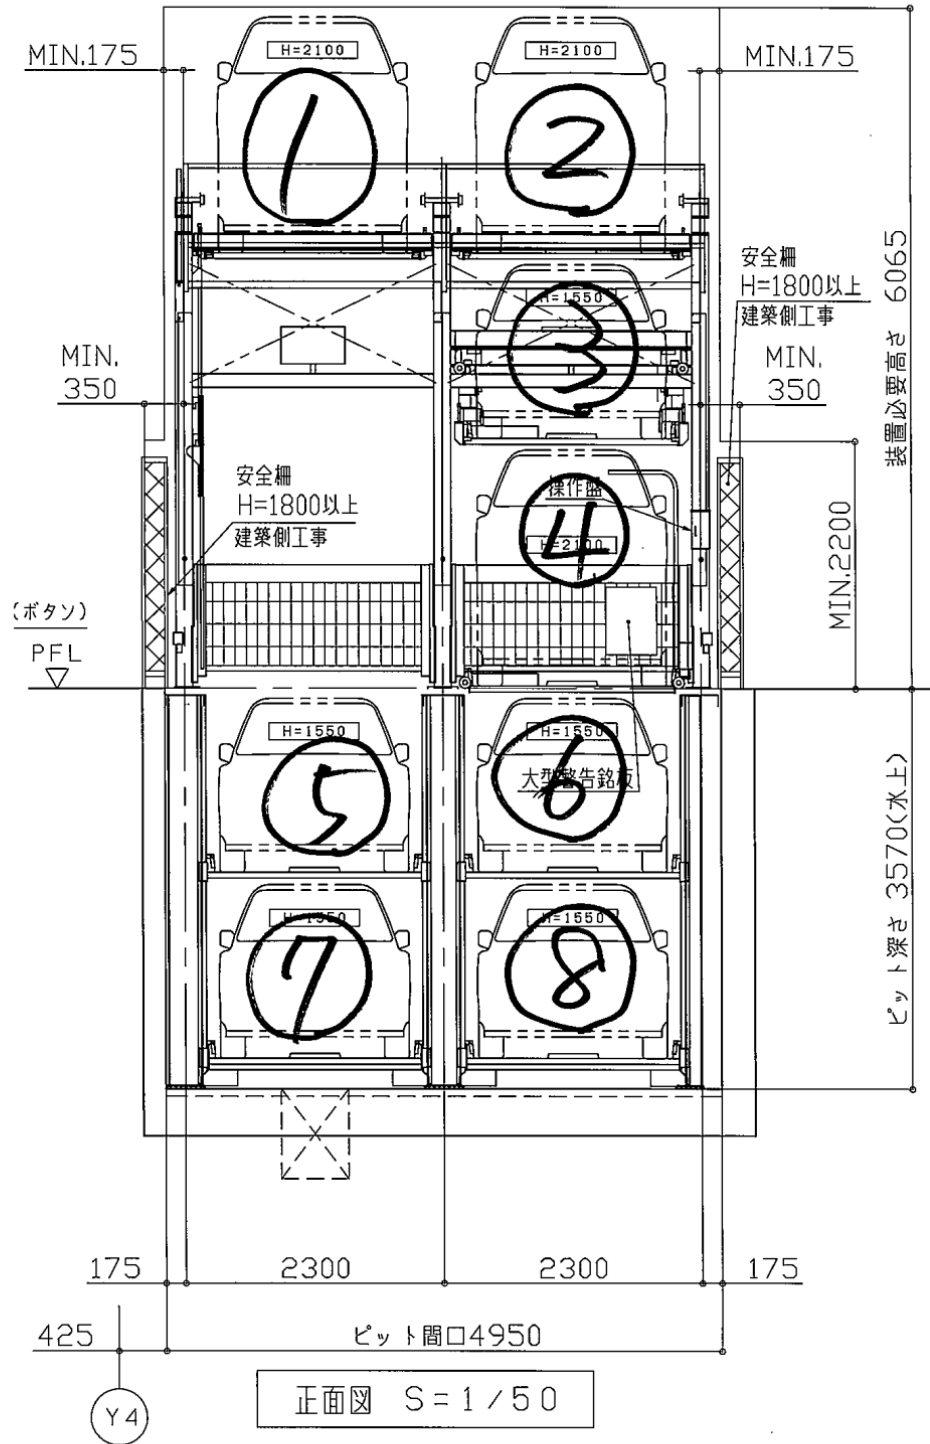 H=2100
H=2100
MIN.175
MIN.175
1
2
安全柵
H=1800以上
建築側工事
装置必要高さ 6065
H=1550
3
MIN.
350
MIN.
350
安全柵
H=1800以上
建築側工事
操作盤
4
H=2100
MIN.2200
(ボタン)
PFL
H=1550
H=1550
5
6
大型警告銘板
ピット深さ 3570(水上)
H=1550
H=1550
7
8
175
2300
2300
175
425
ピット間口4950
正面図 S=1/50
Y4